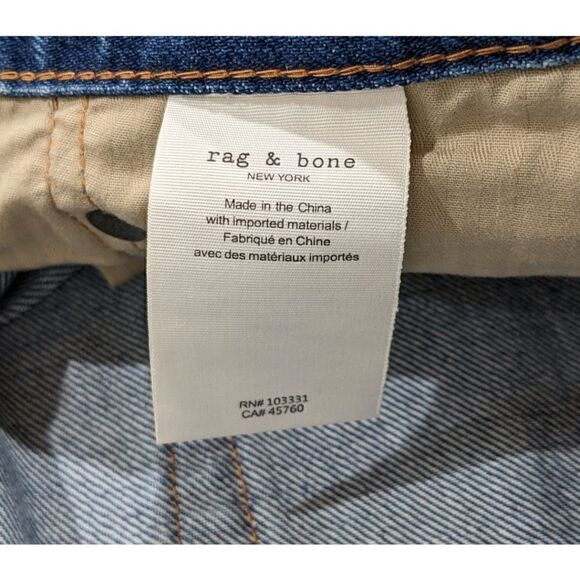 rag & bone
NEW YORK
Made in the China
with imported materials /
Fabriqué en Chine
avec des matériaux importés
RN# 103331
CA# 45760